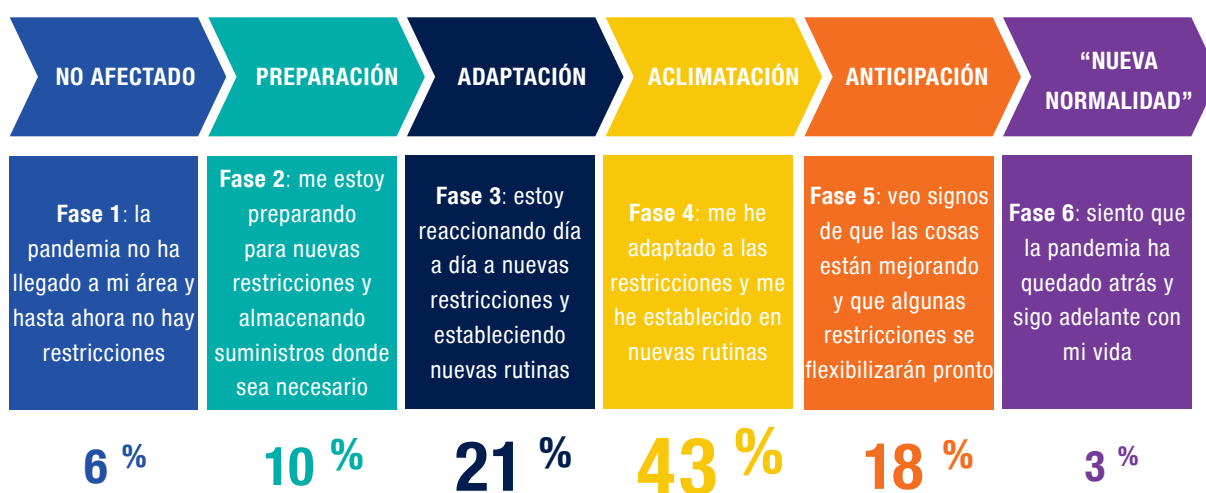 NO AFECTADO
PREPARACIÓN
ADAPTACIÓN
ACLIMATACIÓN
ANTICIPACIÓN
“NUEVA
NORMALIDAD”
Fase 1: la
pandemia no ha
llegado a mi área y
hasta ahora no hay
restricciones
Fase 2: me estoy
preparando
para nuevas
restricciones y
almacenando
suministros donde
sea necesario
Fase 3: estoy
reaccionando día
a día a nuevas
restricciones y
estableciendo
nuevas rutinas
Fase 4: me he
adaptado a las
restricciones y me
he establecido en
nuevas rutinas
Fase 5: veo signos
de que las cosas
están mejorando
y que algunas
restricciones se
flexibilizarán pronto
Fase 6: siento que
la pandemia ha
quedado atrás y
sigo adelante con
mi vida
6 %
10 %
21 %
43 %
18 %
3 %